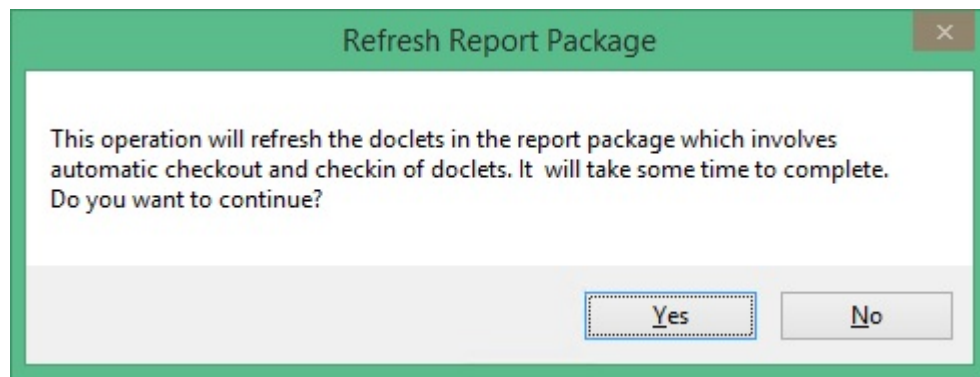 Refresh Report Package
This operation will refresh the doclets in the report package which involves
automatic checkout and checkin of doclets. It  will take some time to complete.
Do you want to continue?
Yes No